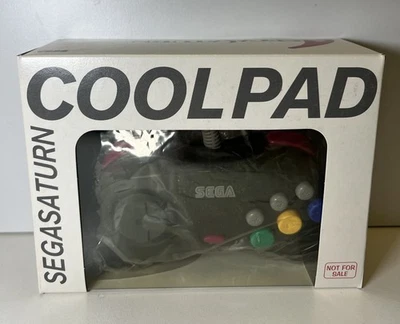 COOLPAD
SEGASATURN
SEGA
NOT FOR
SALE